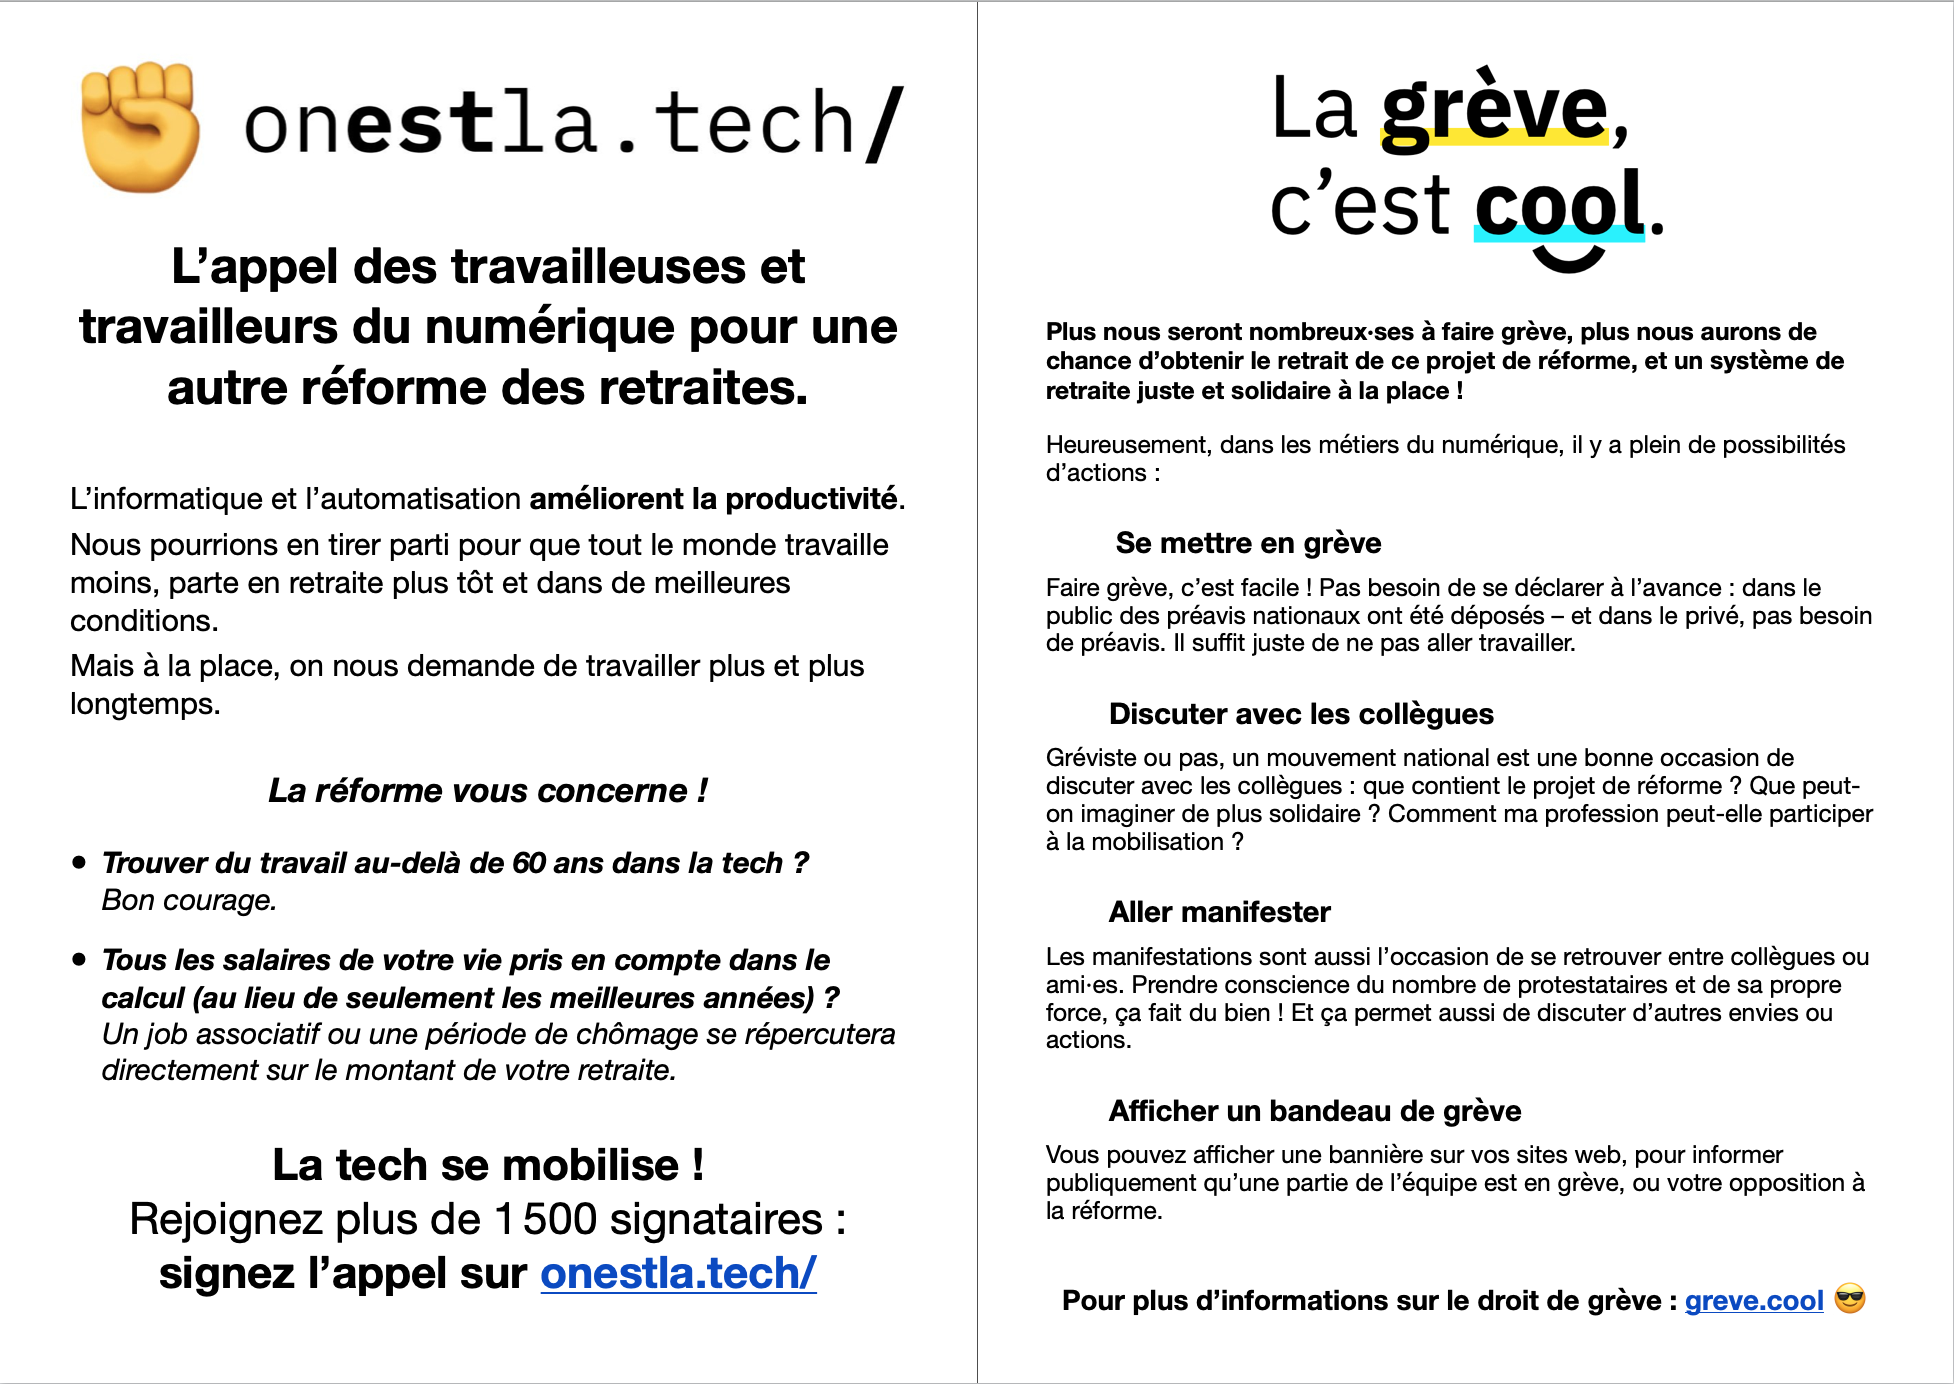 onestla.tech/
L’appel des travailleuses et
travailleurs du numérique pour une
autre réforme des retraites.
L’informatique et l’automatisation améliorent la productivité.
Nous pourrions en tirer parti pour que tout le monde travaille
moins, parte en retraite plus tôt et dans de meilleures
conditions.
Mais à la place, on nous demande de travailler plus et plus
longtemps.
La réforme vous concerne !
• Trouver du travail au-delà de 60 ans dans la tech ?
Bon courage.
• Tous les salaires de votre vie pris en compte dans le
calcul (au lieu de seulement les meilleures années) ?
Un job associatif ou une période de chômage se répercutera
directement sur le montant de votre retraite.
La tech se mobilise !
Rejoignez plus de 1 500 signataires :
signez l’appel sur onestla.tech/
La grève,
c’est cool.
Plus nous seront nombreux·ses à faire grève, plus nous aurons de
chance d’obtenir le retrait de ce projet de réforme, et un système de
retraite juste et solidaire à la place !
Heureusement, dans les métiers du numérique, il y a plein de possibilités
d’actions :
Se mettre en grève
Faire grève, c’est facile ! Pas besoin de se déclarer à l’avance : dans le
public des préavis nationaux ont été déposés – et dans le privé, pas besoin
de préavis. Il suffit juste de ne pas aller travailler.
Discuter avec les collègues
Gréviste ou pas, un mouvement national est une bonne occasion de
discuter avec les collègues : que contient le projet de réforme ? Que peut-
on imaginer de plus solidaire ? Comment ma profession peut-elle participer
à la mobilisation ?
Aller manifester
Les manifestations sont aussi l’occasion de se retrouver entre collègues ou
ami·es. Prendre conscience du nombre de protestataires et de sa propre
force, ça fait du bien ! Et ça permet aussi de discuter d’autres envies ou
actions.
Afficher un bandeau de grève
Vous pouvez afficher une bannière sur vos sites web, pour informer
publiquement qu’une partie de l’équipe est en grève, ou votre opposition à
la réforme.
Pour plus d’informations sur le droit de grève : greve.cool 😎